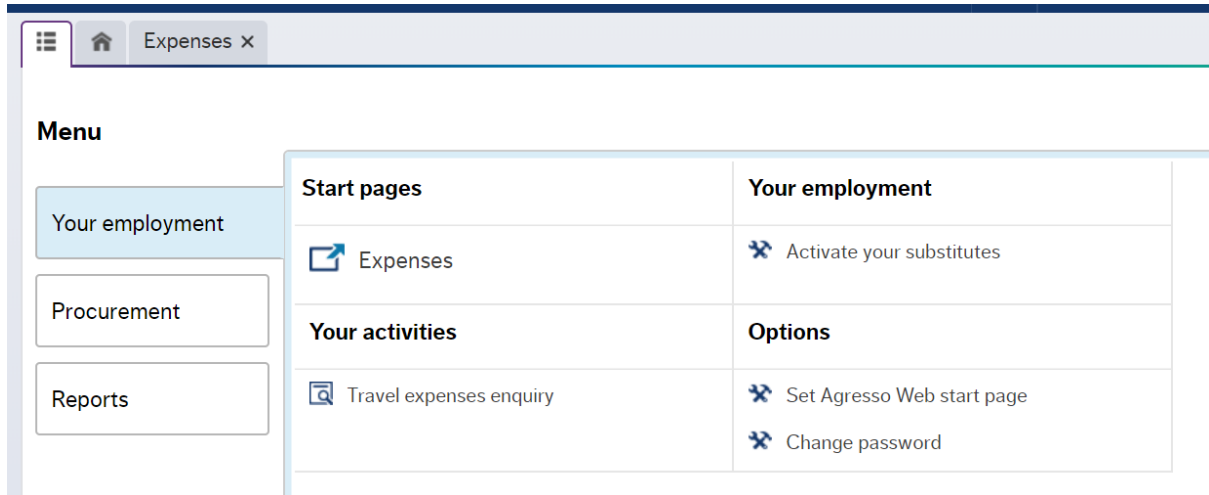 Expenses ×
Menu
Your employment
Procurement
Reports
Start pages
Your employment
Expenses
Activate your substitutes
Your activities
Options
Travel expenses enquiry
Set Agresso Web start page
Change password